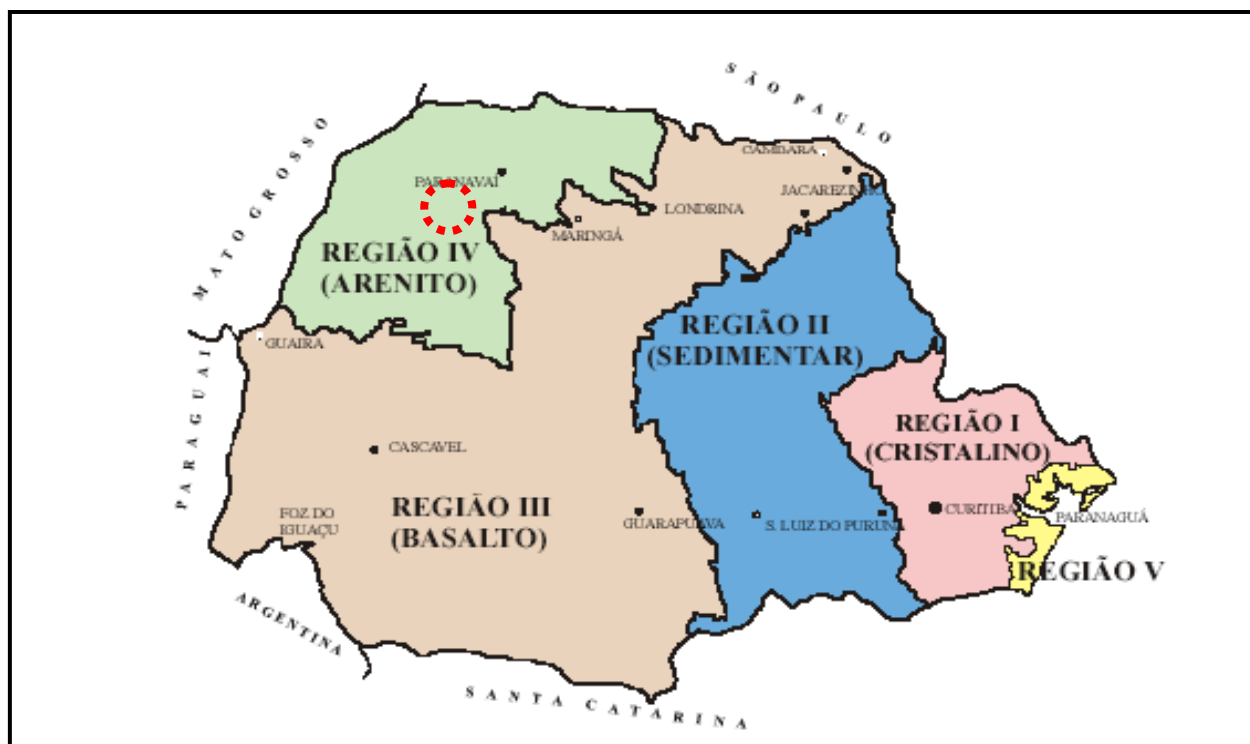 SÃO PAULO
MATO GROSSO
CAMBARA
PARANAVAÍ
JACAREZINHO
LONDRINA
MARINGÁ
REGIÃO IV
(ARENITO)
REGIÃO II
(SEDIMENTAR)
GUAIRA
PARAGUAI
REGIÃO I
(CRISTALINO)
CASCAVEL
REGIÃO III
(BASALTO)
FOZ DO
IGUAÇU
GUARAPUAVA
S. LUIZ DO PURUNÃ
CURITIBA
PARANAGUÁ
REGIÃO V
ARGENTINA
SANTA CATARINA